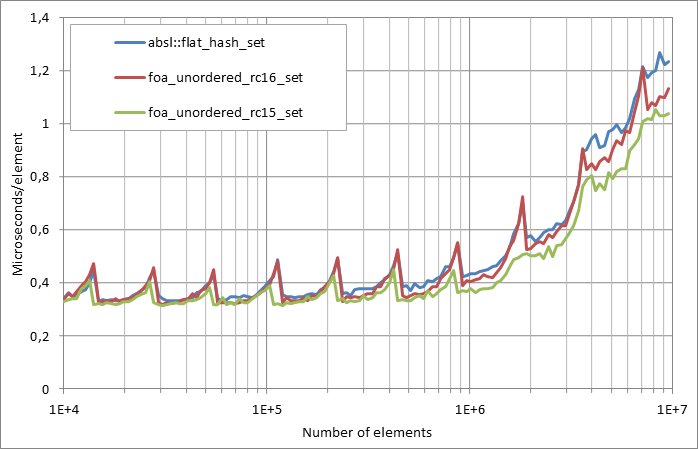 1,4
1,2
1
0,8
0,6
0,4
0,2
0
Microseconds/element
absl::flat_hash_set
foa_unordered_rc16_set
foa_unordered_rc15_set
1E+4 1E+5 1E+6 1E+7
Number of elements